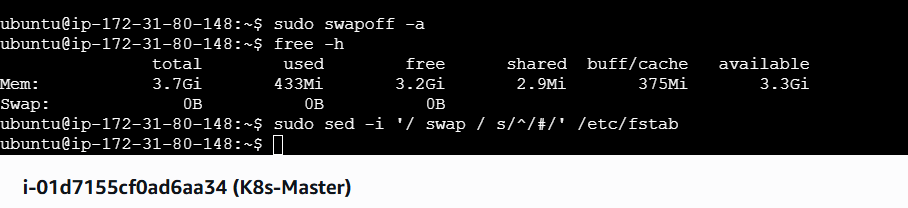 ubuntu@ip-172-31-80-148:~$ sudo swapoff -a
ubuntu@ip-172-31-80-148:~$ free -h
total used free shared buff/cache available
Mem: 3.7Gi 433Mi 3.2Gi 2.9Mi 375Mi 3.3Gi
Swap: 0B 0B 0B
ubuntu@ip-172-31-80-148:~$ sudo sed -i '/ swap / s/^/#/' /etc/fstab
ubuntu@ip-172-31-80-148:~$
i-01d7155cf0ad6aa34 (K8s-Master)